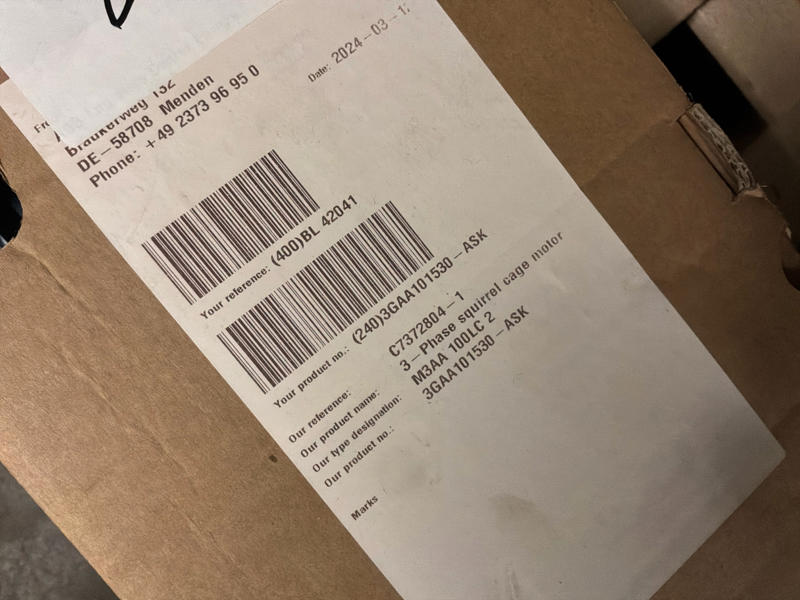 Date: 2024-03-1
132
DE-58708 Menden
Phone: +49 2373 96 95 0
Your reference: (400)BL 42041
Your product no.: (240)3GAA101530-ASK
Our reference: C7372804-1
Our product name: 3-Phase squirrel cage motor
Our type designation: M3AA 100LC 2
Our product no.: 3GAA101530-ASK
Marks